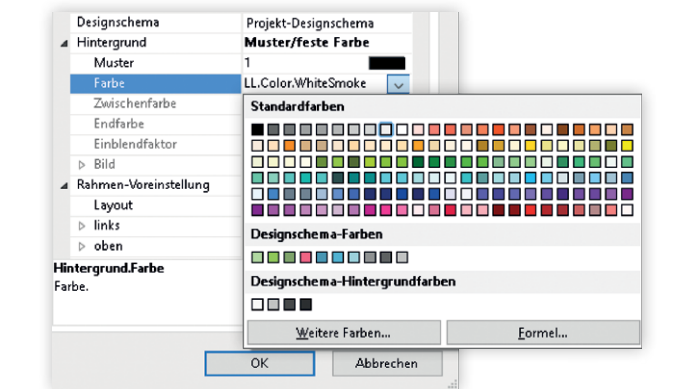 Designschema Projekt-Designschema
Hintergrund Muster/feste Farbe
Muster 1
Farbe LL.Color.WhiteSmoke
Zwischenfarbe
Endfarbe
Einblendfaktor
Bild
Rahmen-Voreinstellung
Layout
links
oben
Hintergrund.Farbe
Farbe.
Standardfarben
Designschema-Farben
Designschema-Hintergrundfarben
Weitere Farben...
Formel...
OK
Abbrechen